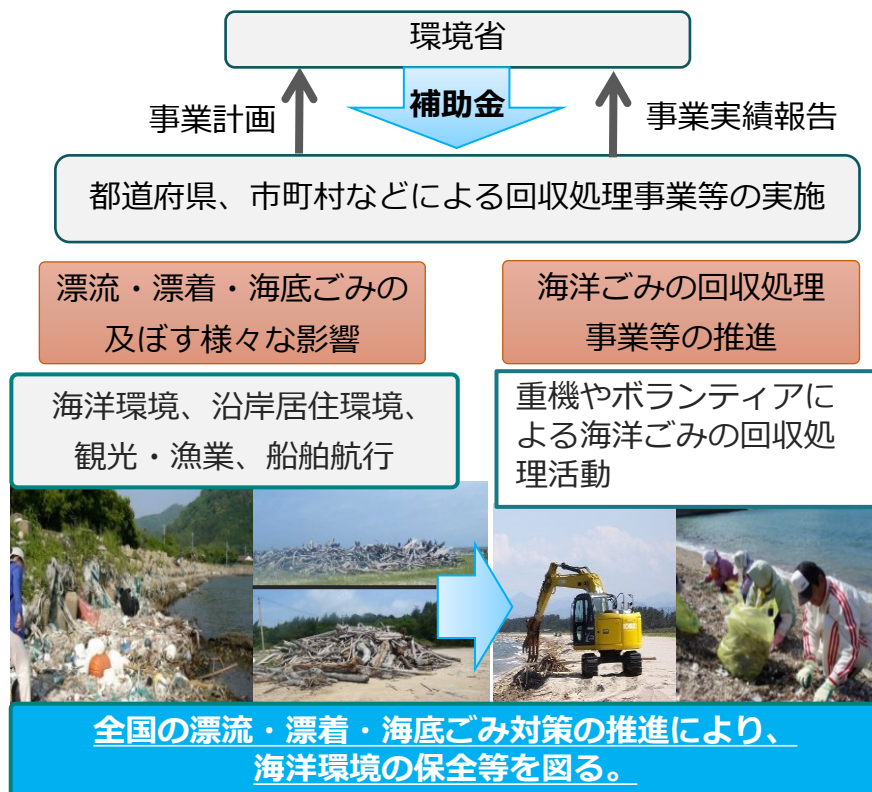 環境省
補助金
事業計画
事業実績報告
都道府県、市町村などによる回収処理事業等の実施
漂流・漂着・海底ごみの
及ぼす様々な影響
海洋ごみの回収処理
事業等の推進
海洋環境、沿岸居住環境、
観光・漁業、船舶航行
重機やボランティアに
よる海洋ごみの回収処
理活動
全国の漂流・漂着・海底ごみ対策の推進により、
海洋環境の保全等を図る。